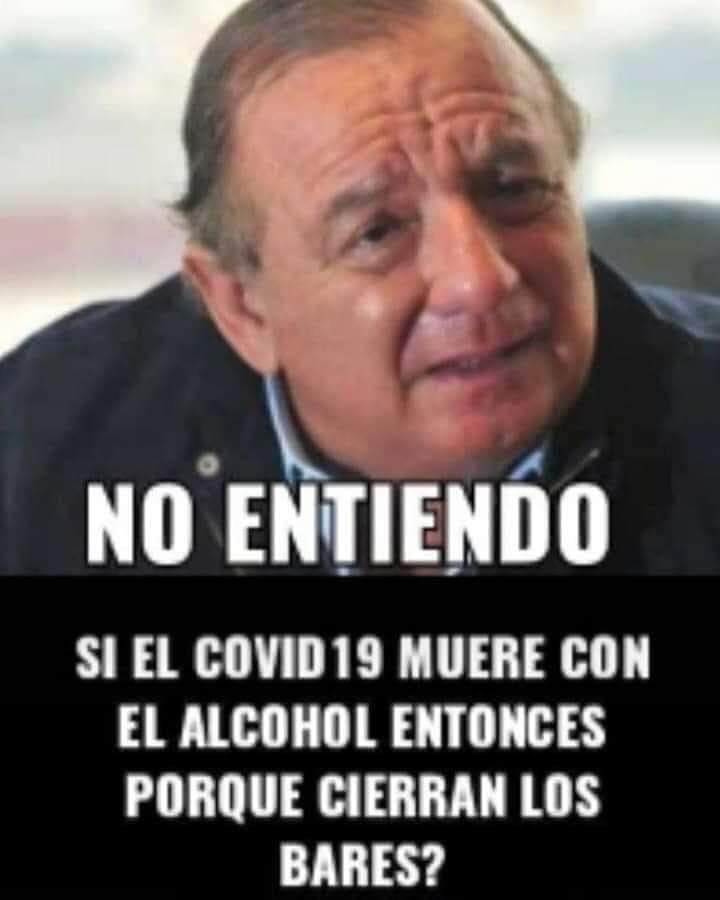 NO ENTIENDO
SI EL COVID19 MUERE CON
EL ALCOHOL ENTONCES
PORQUE CIERRAN LOS
BARES?